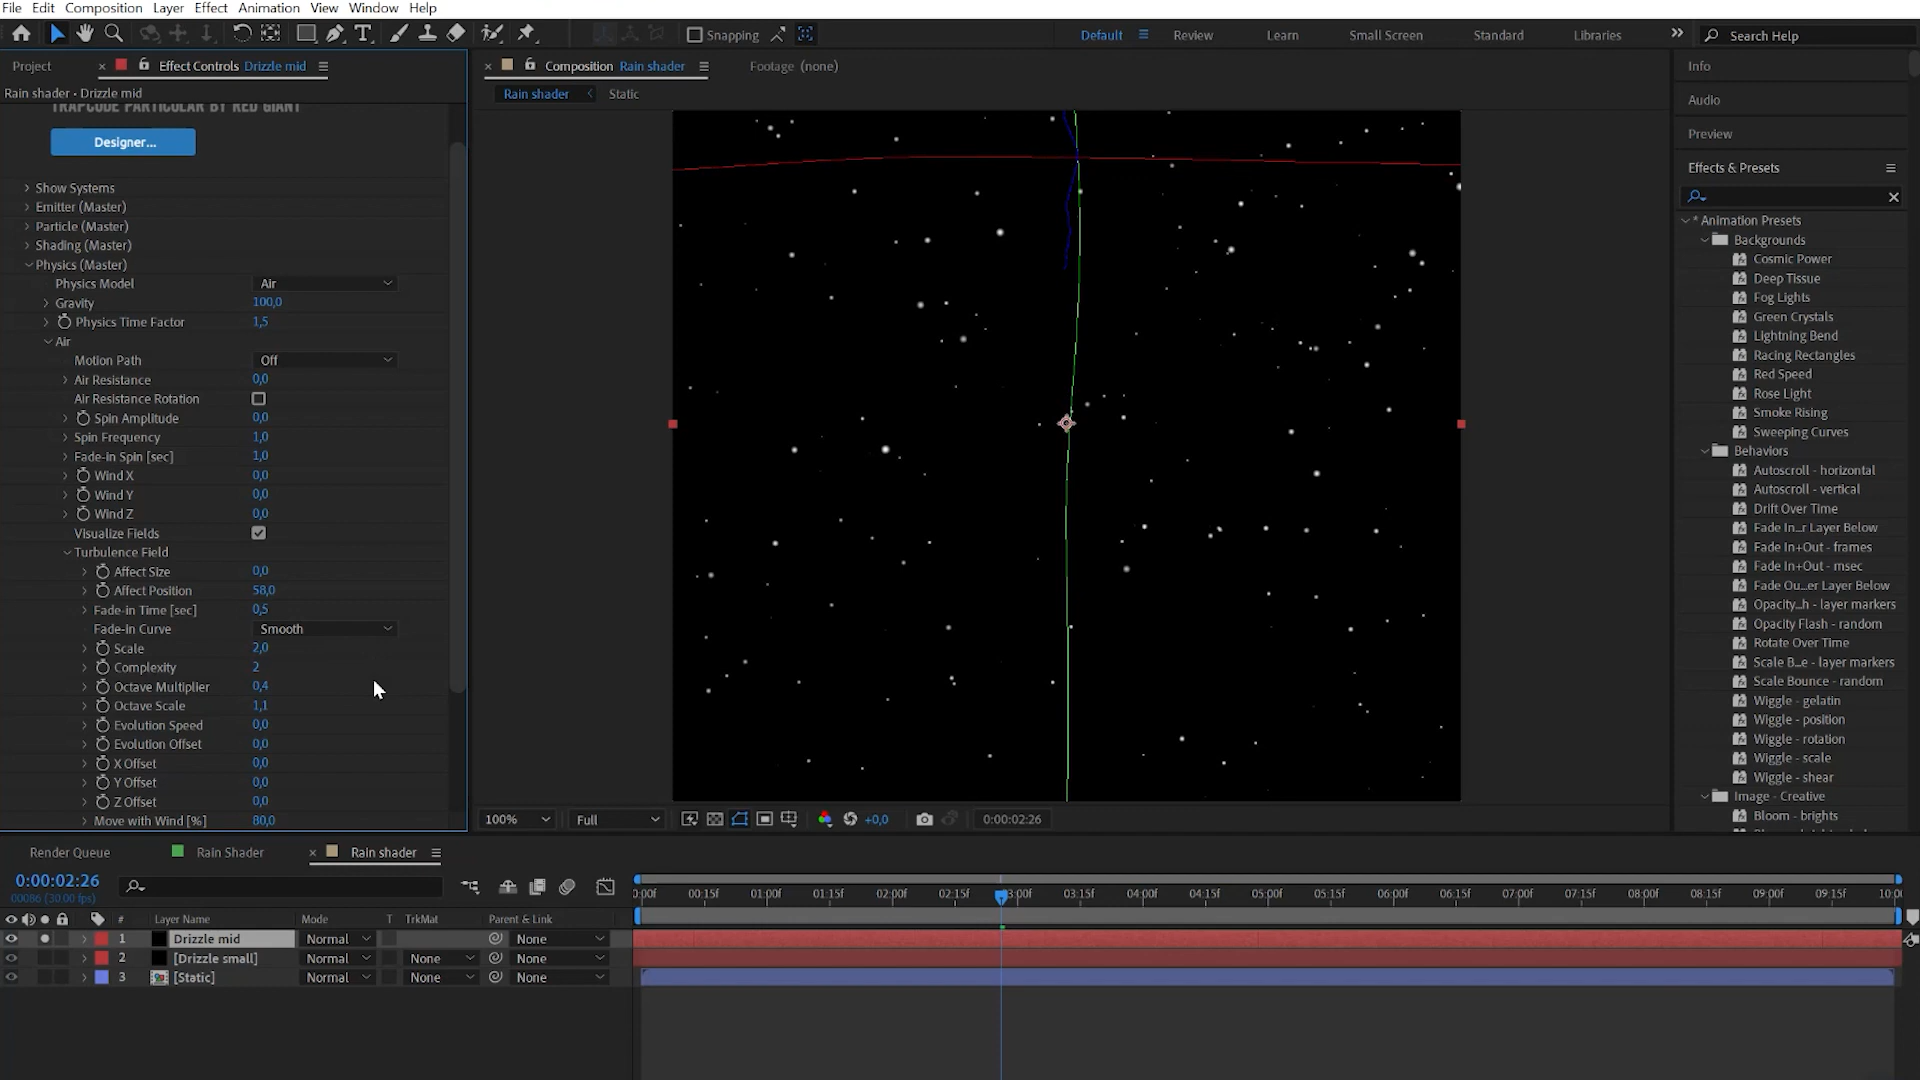 File Edit Composition Layer Effect Animation View Window Help
Snapping
Default Review Learn Small Screen Standard Libraries Search Help
Project Effect Controls Drizzle mid
Rain shader • Drizzle mid
TRAPCODE PARTICULAR BY RED GIANT
Designer...
Show Systems
Emitter (Master)
Particle (Master)
Shading (Master)
Physics (Master)
Physics Model Air
Gravity 100,0
Physics Time Factor 1,5
Air
Motion Path Off
Air Resistance 0,0
Air Resistance Rotation
Spin Amplitude 0,0
Spin Frequency 1,0
Fade-in Spin [sec] 1,0
Wind X 0,0
Wind Y 0,0
Wind Z 0,0
Visualize Fields
Turbulence Field
Affect Size 0,0
Affect Position 58,0
Fade-in Time [sec] 0,5
Fade-in Curve Smooth
Scale 2,0
Complexity 2
Octave Multiplier 0,4
Octave Scale 1,1
Evolution Speed 0,0
Evolution Offset 0,0
X Offset 0,0
Y Offset 0,0
Z Offset 0,0
Move with Wind [%] 80,0
Composition Rain shader Footage (none)
Rain shader Static
100% Full +0,0 0:00:02:26
Info
Audio
Preview
Effects & Presets
* Animation Presets
Backgrounds
Cosmic Power
Deep Tissue
Fog Lights
Green Crystals
Lightning Bend
Racing Rectangles
Red Speed
Rose Light
Smoke Rising
Sweeping Curves
Behaviors
Autoscroll - horizontal
Autoscroll - vertical
Drift Over Time
Fade In...r Layer Below
Fade In+Out - frames
Fade In+Out - msec
Fade Ou...er Layer Below
Opacity...h - layer markers
Opacity Flash - random
Rotate Over Time
Scale B...e - layer markers
Scale Bounce - random
Wiggle - gelatin
Wiggle - position
Wiggle - rotation
Wiggle - scale
Wiggle - shear
Image - Creative
Bloom - brights
Render Queue Rain Shader Rain shader
0:00:02:26
00086 (30.00 fps)
0:00f 00:15f 01:00f 01:15f 02:00f 02:15f 03:00f 03:15f 04:00f 04:15f 05:00f 05:15f 06:00f 06:15f 07:00f 07:15f 08:00f 08:15f 09:00f 09:15f 10:0
# Layer Name Mode T TrkMat Parent & Link
1 Drizzle mid Normal None
2 [Drizzle small] Normal None None
3 [Static] Normal None None